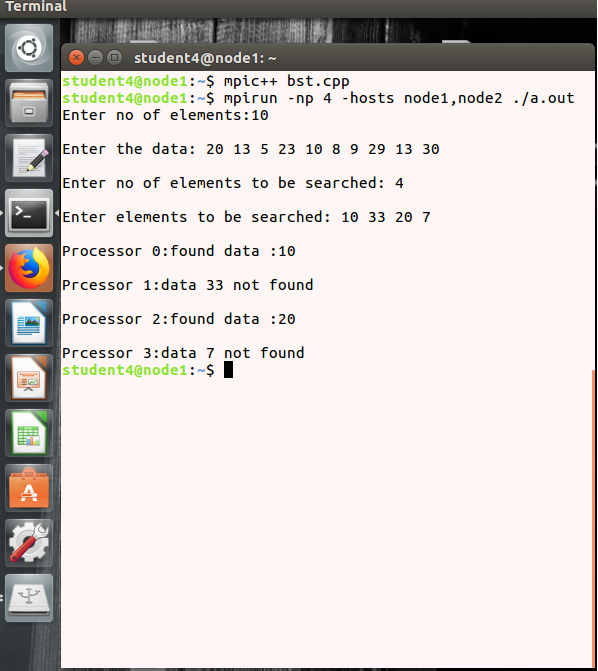 Terminal
student4@node1: ~
student4@node1:~$ mpic++ bst.cpp
student4@node1:~$ mpirun -np 4 -hosts node1,node2 ./a.out
Enter no of elements:10
Enter the data: 20 13 5 23 10 8 9 29 13 30
Enter no of elements to be searched: 4
Enter elements to be searched: 10 33 20 7
Processor 0:found data :10
Prcessor 1:data 33 not found
Processor 2:found data :20
Prcessor 3:data 7 not found
student4@node1:~$